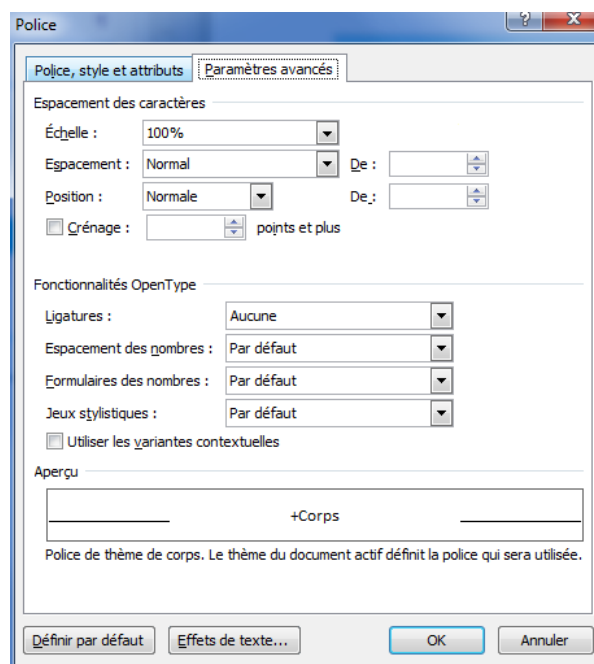 Police
Police, style et attributs Paramètres avancés
Espacement des caractères
Échelle : 100%
Espacement : Normal De :
Position : Normale De :
Crénage : points et plus
Fonctionnalités OpenType
Ligatures : Aucune
Espacement des nombres : Par défaut
Formulaires des nombres : Par défaut
Jeux stylistiques : Par défaut
Utiliser les variantes contextuelles
Aperçu
+Corps
Police de thème de corps. Le thème du document actif définit la police qui sera utilisée.
Définir par défaut Effets de texte... OK Annuler